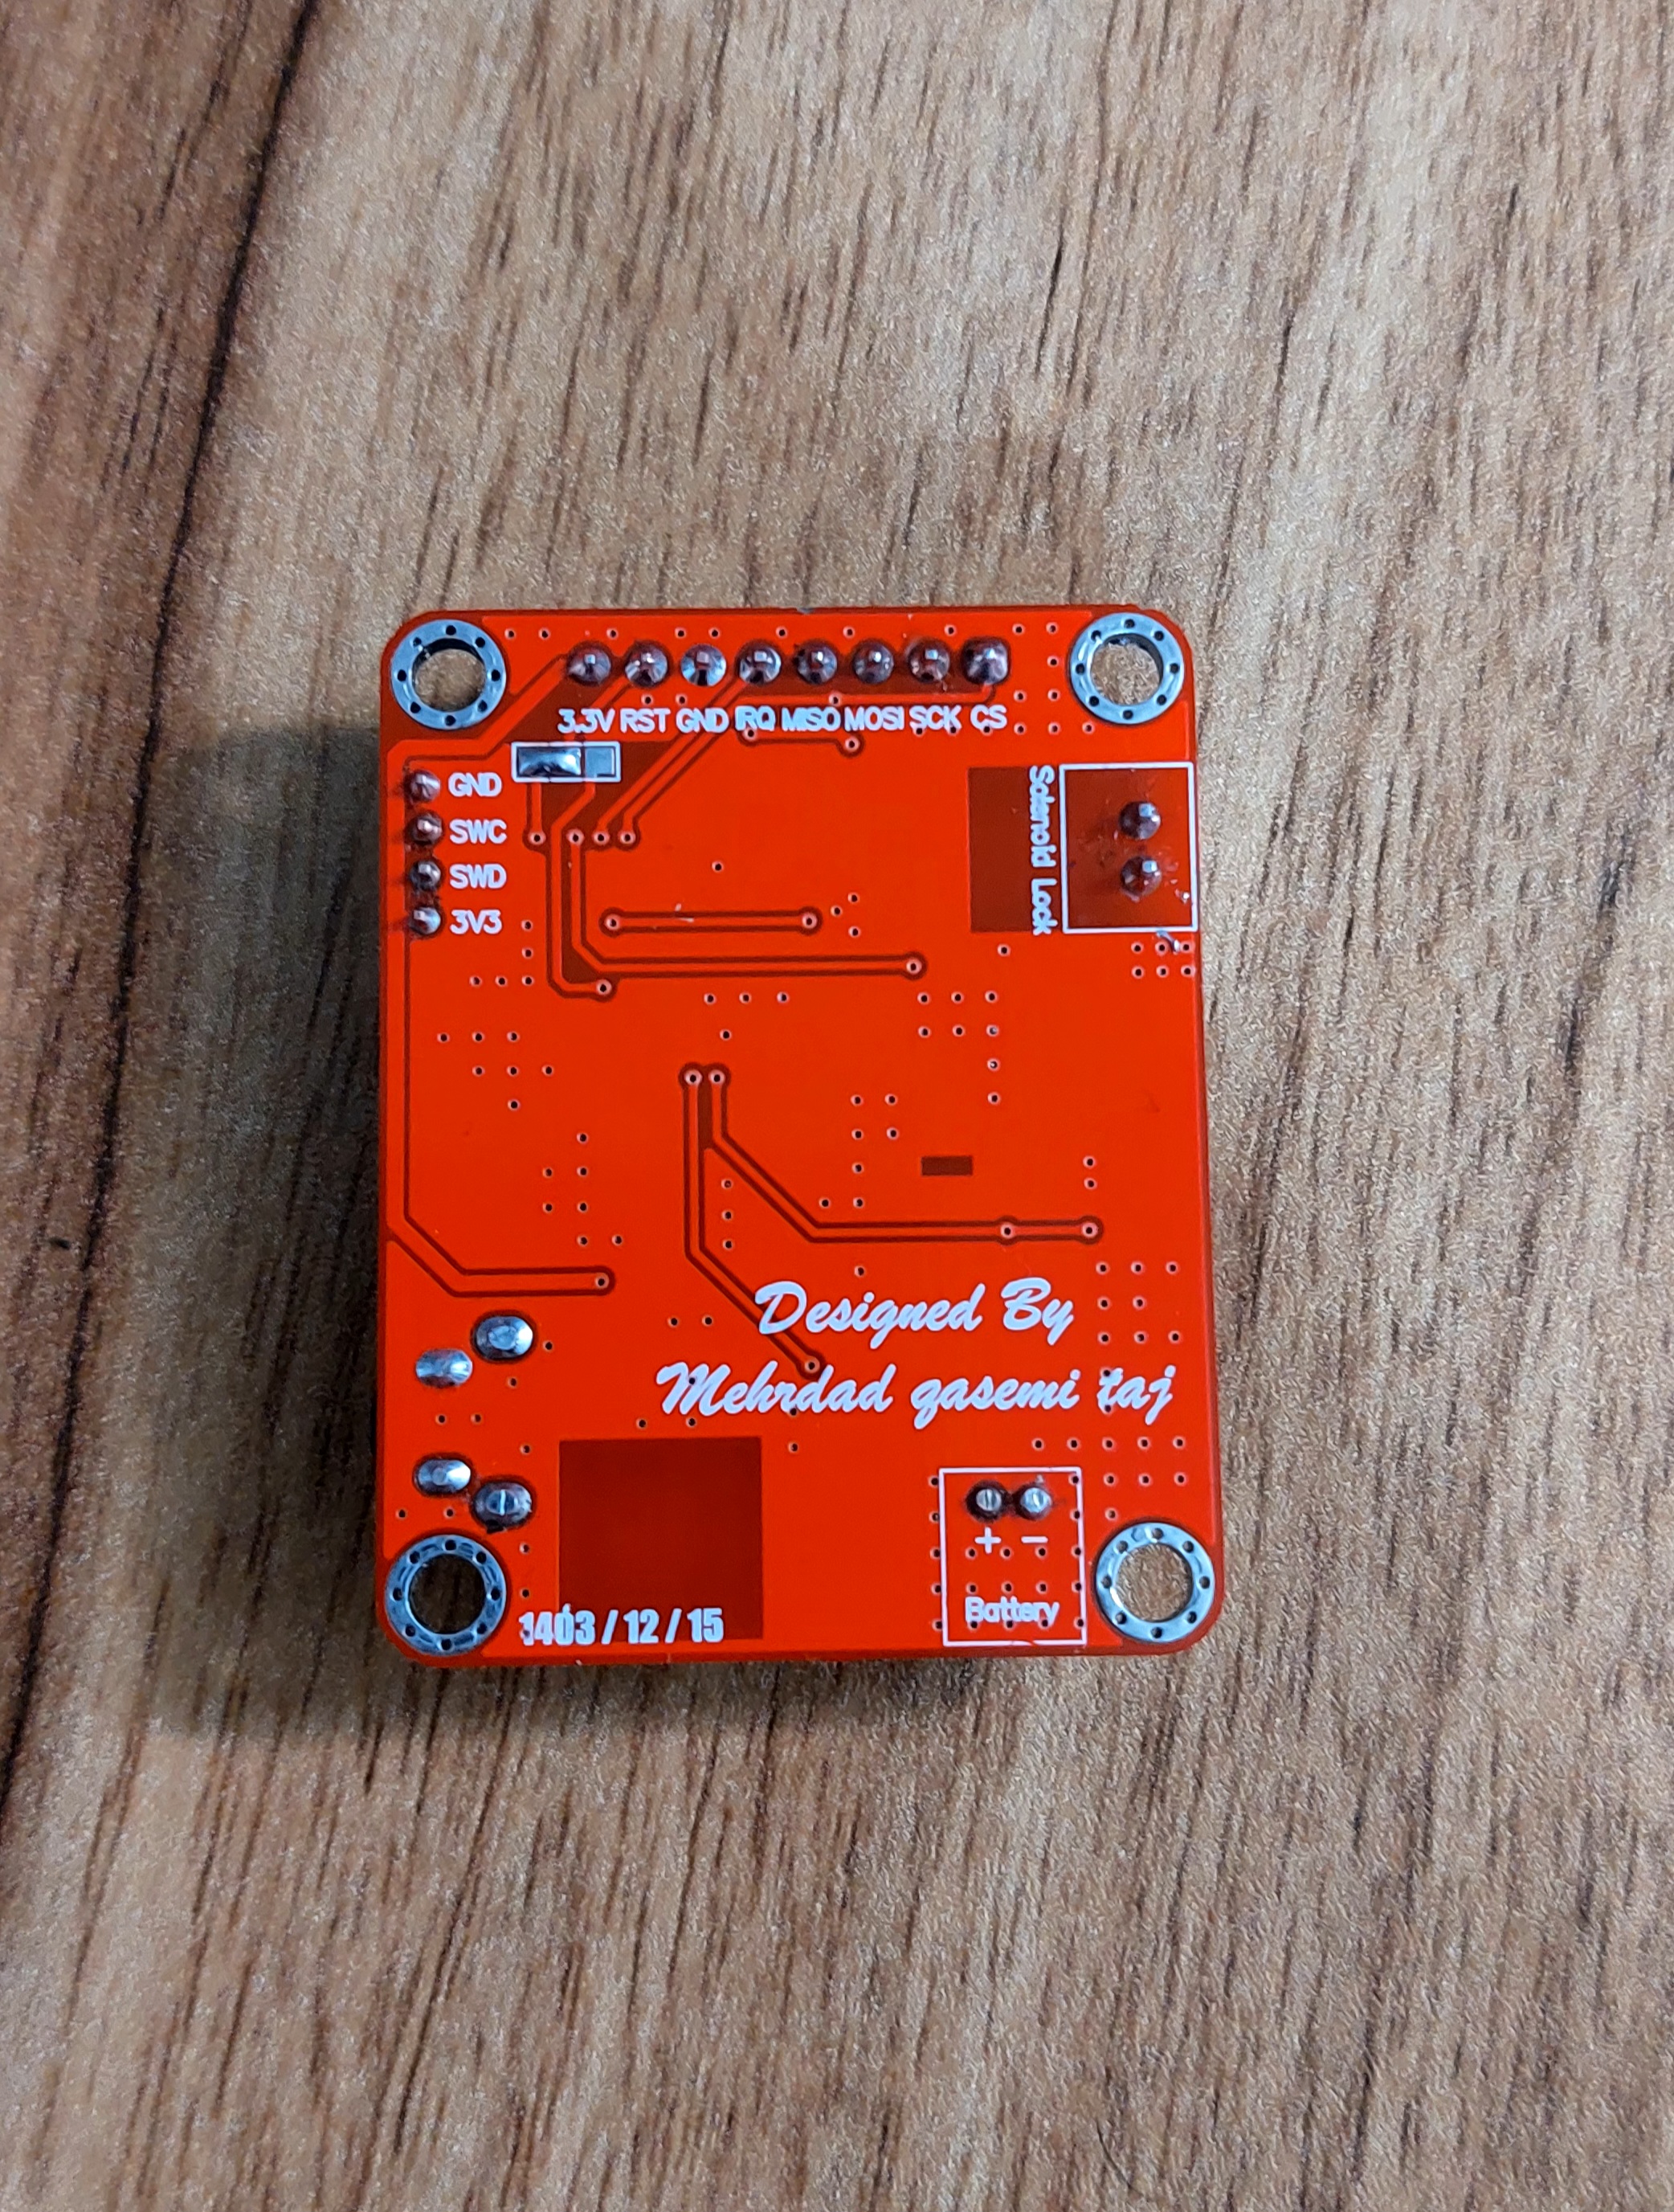 3.3V RST GND IRQ MISO MOSI SCK CS
GND
SWC
SWD
3V3
Solenoid Lock
Designed By
Mehrdad qasemi taj
+ −
Battery
1403/12/15